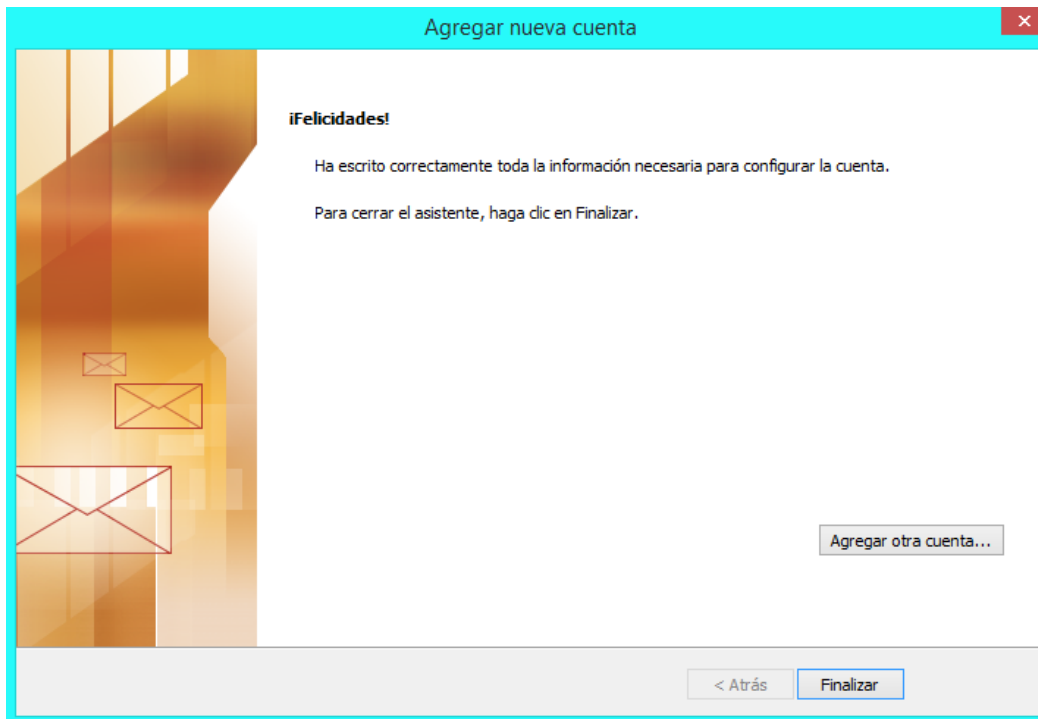 Agregar nueva cuenta
¡Felicidades!
Ha escrito correctamente toda la información necesaria para configurar la cuenta.
Para cerrar el asistente, haga clic en Finalizar.
Agregar otra cuenta...
< Atrás
Finalizar